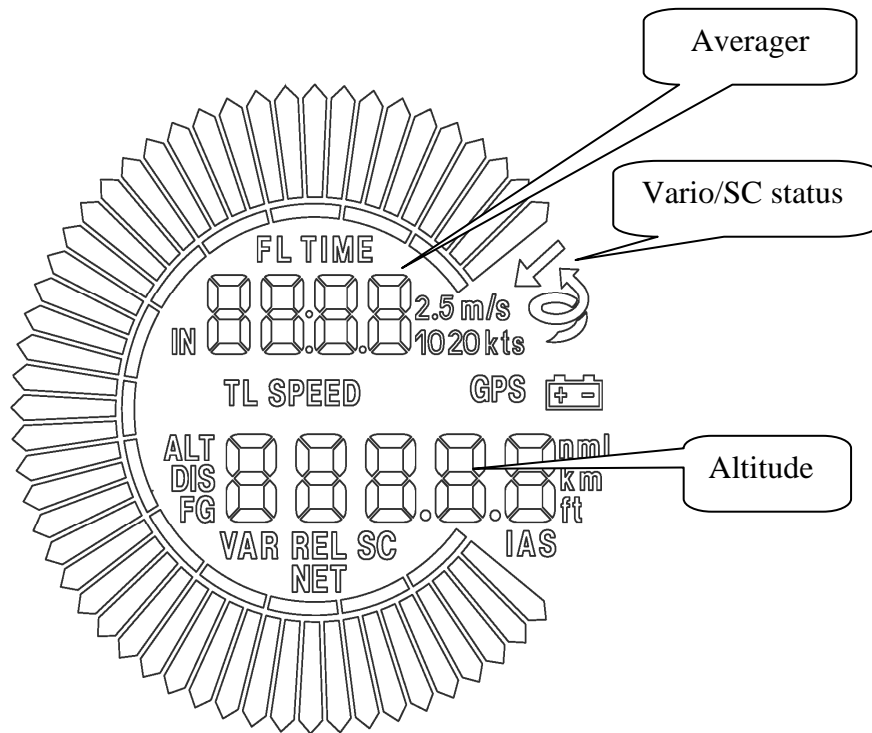 Averager
Vario/SC status
FL TIME
88:8.8 2.5 m/s
IN 1020 kts
TL SPEED GPS + -
ALT nml
DIS 888.8.8 km
FG ft
Altitude
VAR REL SC IAS
NET